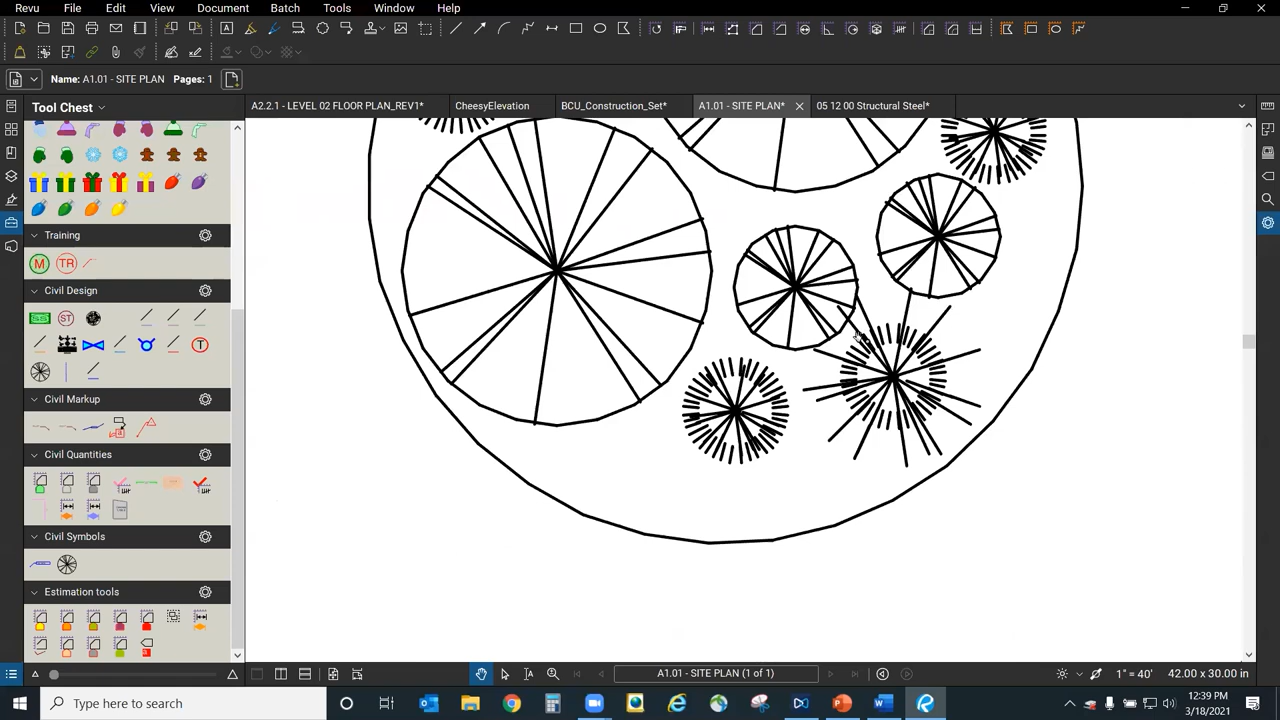 Revu File Edit View Document Batch Tools Window Help
Name: A1.01 - SITE PLAN Pages: 1
Tool Chest
A2.2.1 - LEVEL 02 FLOOR PLAN_REV1* CheesyElevation BCU_Construction_Set* A1.01 - SITE PLAN* 05 12 00 Structural Steel*
Training
M TR
Civil Design
SS ST
T
Civil Markup
Civil Quantities
Civil Symbols
Estimation tools
A1.01 - SITE PLAN (1 of 1) 1" = 40' 42.00 x 30.00 in
Type here to search
12:39 PM
3/18/2021